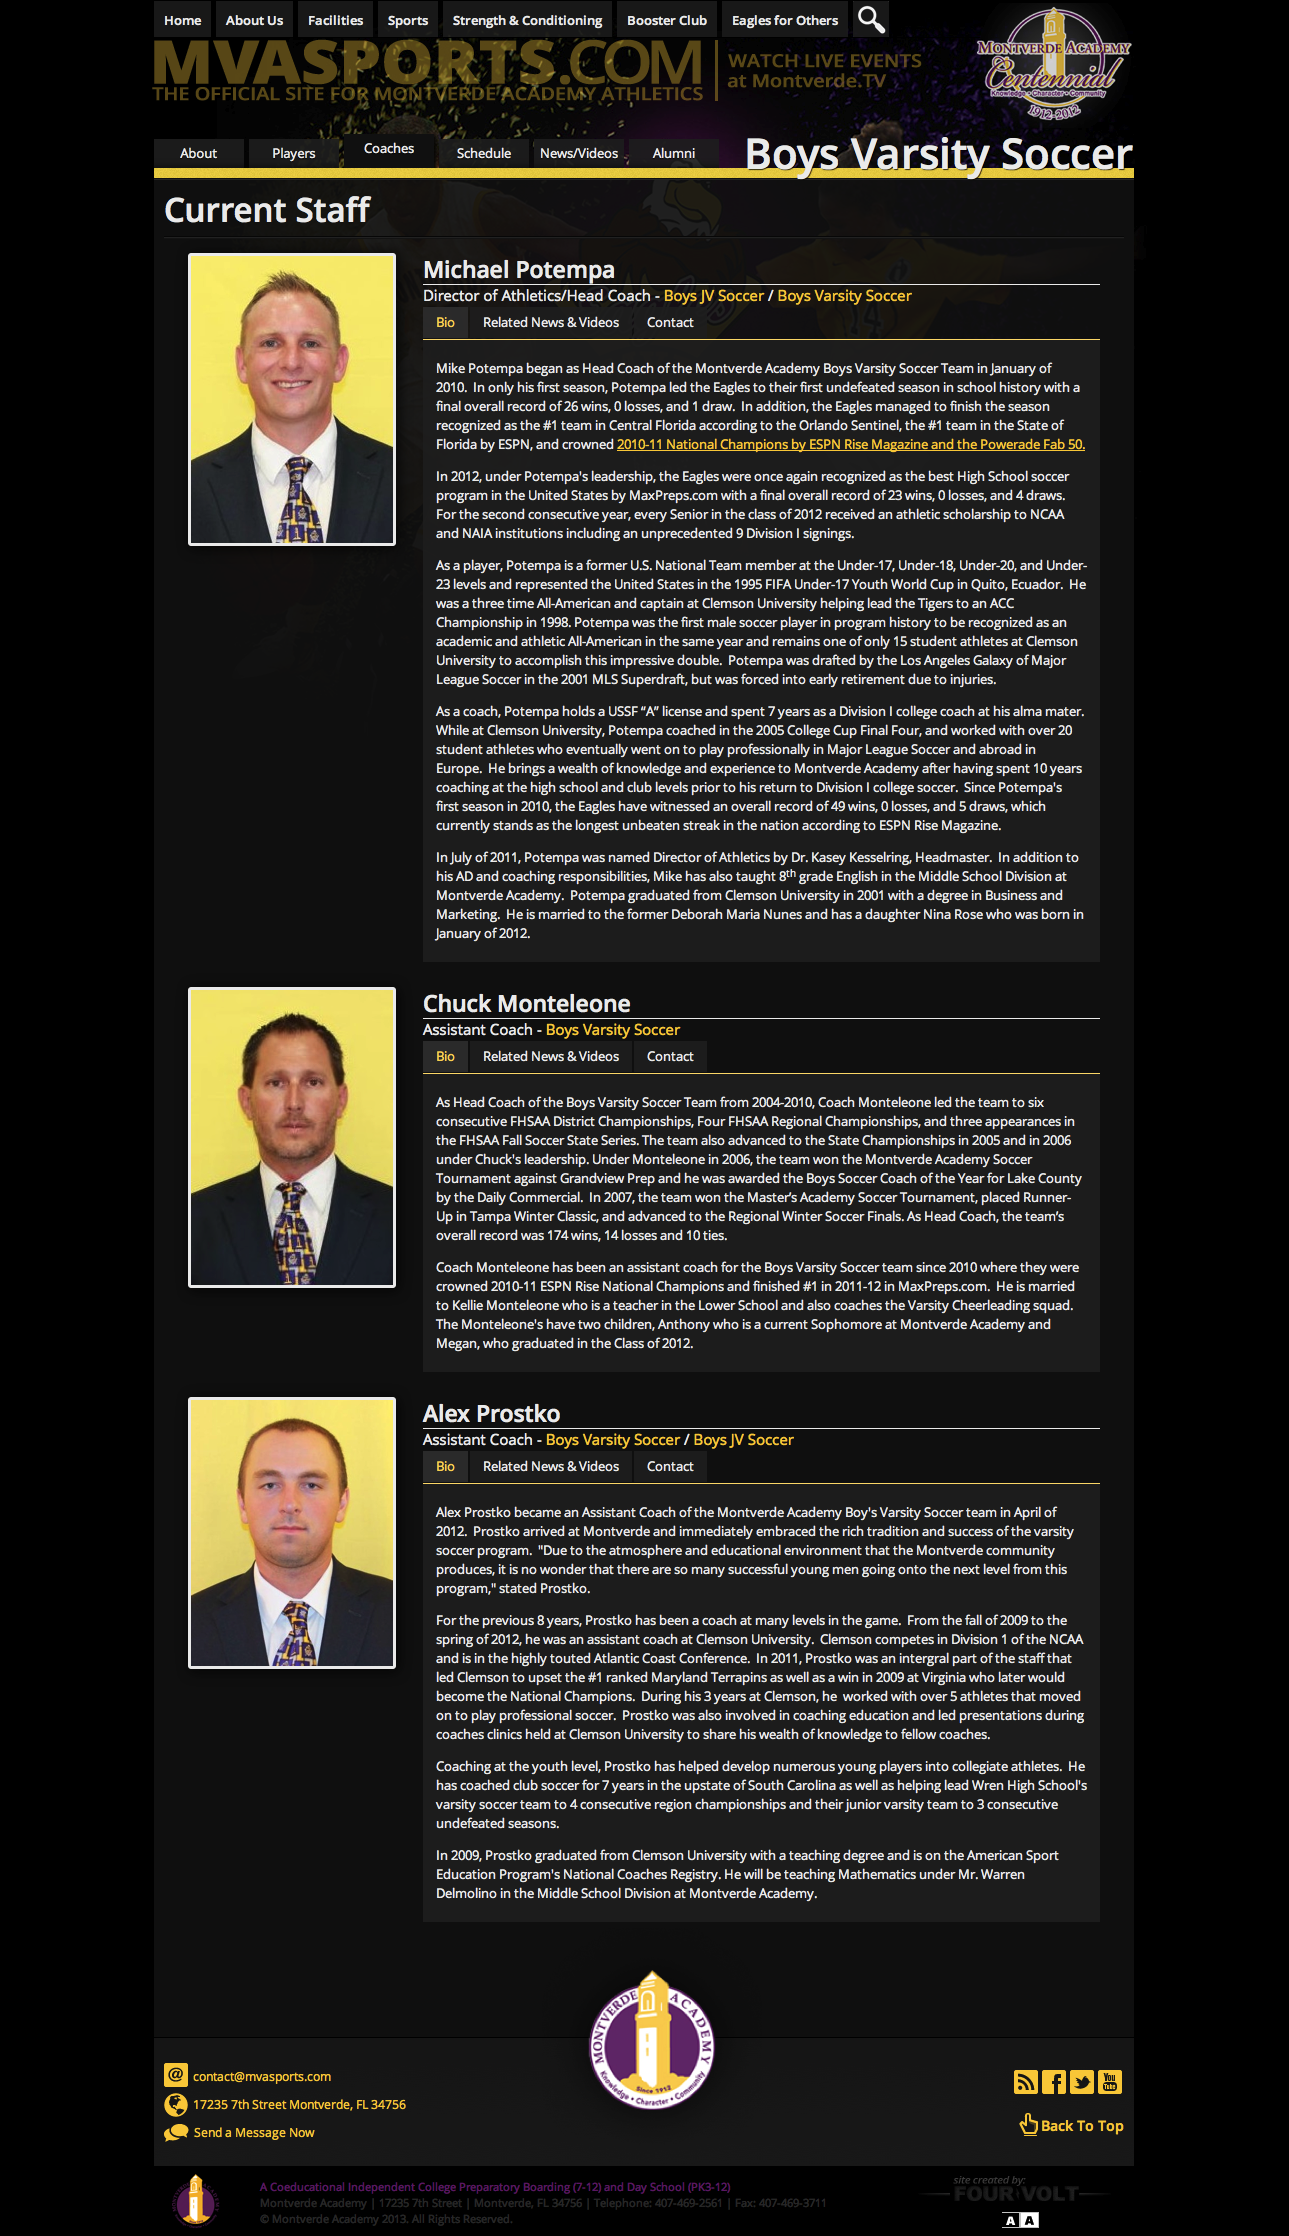 Home About Us Facilities Sports Strength & Conditioning Booster Club Eagles for Others
MVASPORTS.COM
THE OFFICIAL SITE FOR MONTVERDE ACADEMY ATHLETICS
WATCH LIVE EVENTS
at Montverde.TV
MONTVERDE ACADEMY
Centennial
Knowledge • Character • Community
1912-2012
About Players Coaches Schedule News/Videos Alumni
Boys Varsity Soccer
Current Staff
Michael Potempa
Director of Athletics/Head Coach - Boys JV Soccer / Boys Varsity Soccer
Bio Related News & Videos Contact
Mike Potempa began as Head Coach of the Montverde Academy Boys Varsity Soccer Team in January of
2010.  In only his first season, Potempa led the Eagles to their first undefeated season in school history with a
final overall record of 26 wins, 0 losses, and 1 draw.  In addition, the Eagles managed to finish the season
recognized as the #1 team in Central Florida according to the Orlando Sentinel, the #1 team in the State of
Florida by ESPN, and crowned 2010-11 National Champions by ESPN Rise Magazine and the Powerade Fab 50.
In 2012, under Potempa's leadership, the Eagles were once again recognized as the best High School soccer
program in the United States by MaxPreps.com with a final overall record of 23 wins, 0 losses, and 4 draws.
For the second consecutive year, every Senior in the class of 2012 received an athletic scholarship to NCAA
and NAIA institutions including an unprecedented 9 Division I signings.
As a player, Potempa is a former U.S. National Team member at the Under-17, Under-18, Under-20, and Under-
23 levels and represented the United States in the 1995 FIFA Under-17 Youth World Cup in Quito, Ecuador.  He
was a three time All-American and captain at Clemson University helping lead the Tigers to an ACC
Championship in 1998. Potempa was the first male soccer player in program history to be recognized as an
academic and athletic All-American in the same year and remains one of only 15 student athletes at Clemson
University to accomplish this impressive double.  Potempa was drafted by the Los Angeles Galaxy of Major
League Soccer in the 2001 MLS Superdraft, but was forced into early retirement due to injuries.
As a coach, Potempa holds a USSF “A” license and spent 7 years as a Division I college coach at his alma mater.
While at Clemson University, Potempa coached in the 2005 College Cup Final Four, and worked with over 20
student athletes who eventually went on to play professionally in Major League Soccer and abroad in
Europe.  He brings a wealth of knowledge and experience to Montverde Academy after having spent 10 years
coaching at the high school and club levels prior to his return to Division I college soccer.  Since Potempa's
first season in 2010, the Eagles have witnessed an overall record of 49 wins, 0 losses, and 5 draws, which
currently stands as the longest unbeaten streak in the nation according to ESPN Rise Magazine.
In July of 2011, Potempa was named Director of Athletics by Dr. Kasey Kesselring, Headmaster.  In addition to
his AD and coaching responsibilities, Mike has also taught 8th grade English in the Middle School Division at
Montverde Academy.  Potempa graduated from Clemson University in 2001 with a degree in Business and
Marketing.  He is married to the former Deborah Maria Nunes and has a daughter Nina Rose who was born in
January of 2012.
Chuck Monteleone
Assistant Coach - Boys Varsity Soccer
Bio Related News & Videos Contact
As Head Coach of the Boys Varsity Soccer Team from 2004-2010, Coach Monteleone led the team to six
consecutive FHSAA District Championships, Four FHSAA Regional Championships, and three appearances in
the FHSAA Fall Soccer State Series. The team also advanced to the State Championships in 2005 and in 2006
under Chuck's leadership. Under Monteleone in 2006, the team won the Montverde Academy Soccer
Tournament against Grandview Prep and he was awarded the Boys Soccer Coach of the Year for Lake County
by the Daily Commercial.  In 2007, the team won the Master’s Academy Soccer Tournament, placed Runner-
Up in Tampa Winter Classic, and advanced to the Regional Winter Soccer Finals. As Head Coach, the team’s
overall record was 174 wins, 14 losses and 10 ties.
Coach Monteleone has been an assistant coach for the Boys Varsity Soccer team since 2010 where they were
crowned 2010-11 ESPN Rise National Champions and finished #1 in 2011-12 in MaxPreps.com.  He is married
to Kellie Monteleone who is a teacher in the Lower School and also coaches the Varsity Cheerleading squad.
The Monteleone's have two children, Anthony who is a current Sophomore at Montverde Academy and
Megan, who graduated in the Class of 2012.
Alex Prostko
Assistant Coach - Boys Varsity Soccer / Boys JV Soccer
Bio Related News & Videos Contact
Alex Prostko became an Assistant Coach of the Montverde Academy Boy's Varsity Soccer team in April of
2012.  Prostko arrived at Montverde and immediately embraced the rich tradition and success of the varsity
soccer program.  "Due to the atmosphere and educational environment that the Montverde community
produces, it is no wonder that there are so many successful young men going onto the next level from this
program," stated Prostko.
For the previous 8 years, Prostko has been a coach at many levels in the game.  From the fall of 2009 to the
spring of 2012, he was an assistant coach at Clemson University.  Clemson competes in Division 1 of the NCAA
and is in the highly touted Atlantic Coast Conference.  In 2011, Prostko was an intergral part of the staff that
led Clemson to upset the #1 ranked Maryland Terrapins as well as a win in 2009 at Virginia who later would
become the National Champions.  During his 3 years at Clemson, he  worked with over 5 athletes that moved
on to play professional soccer.  Prostko was also involved in coaching education and led presentations during
coaches clinics held at Clemson University to share his wealth of knowledge to fellow coaches.
Coaching at the youth level, Prostko has helped develop numerous young players into collegiate athletes.  He
has coached club soccer for 7 years in the upstate of South Carolina as well as helping lead Wren High School's
varsity soccer team to 4 consecutive region championships and their junior varsity team to 3 consecutive
undefeated seasons.
In 2009, Prostko graduated from Clemson University with a teaching degree and is on the American Sport
Education Program's National Coaches Registry. He will be teaching Mathematics under Mr. Warren
Delmolino in the Middle School Division at Montverde Academy.
MONTVERDE ACADEMY
Since 1912
Knowledge • Character • Community
contact@mvasports.com
17235 7th Street Montverde, FL 34756
Send a Message Now
You Tube
Back To Top
A Coeducational Independent College Preparatory Boarding (7-12) and Day School (PK3-12)
Montverde Academy | 17235 7th Street | Montverde, FL 34756 | Telephone: 407-469-2561 | Fax: 407-469-3711
© Montverde Academy 2013. All Rights Reserved.
site created by:
FOURVOLT
A A